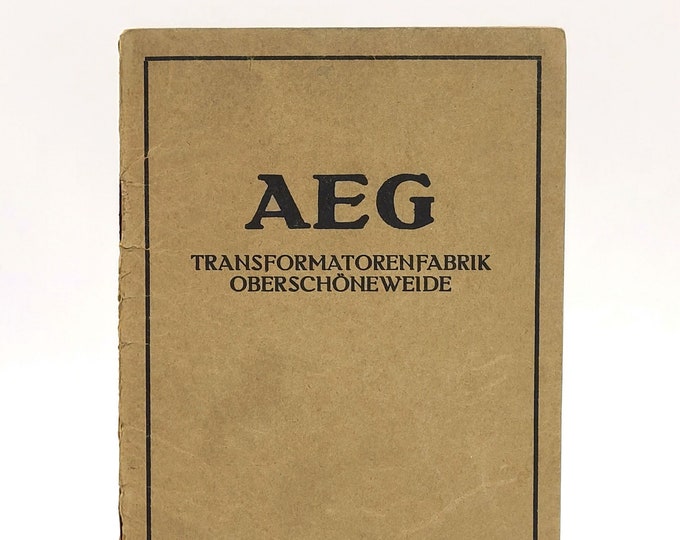 AEG
TRANSFORMATORENFABRIK
OBERSCHÖNEWEIDE